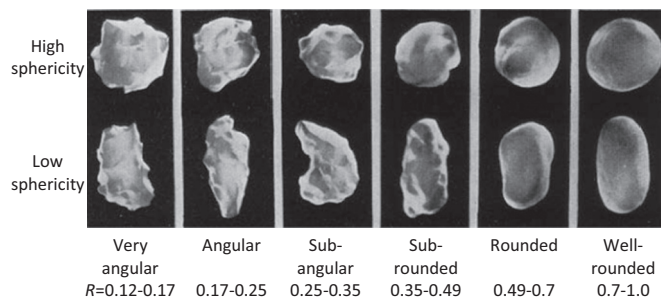 High
sphericity
Low
sphericity
Very
angular
R=0.12-0.17
Angular
0.17-0.25
Sub-
angular
0.25-0.35
Sub-
rounded
0.35-0.49
Rounded
0.49-0.7
Well-
rounded
0.7-1.0